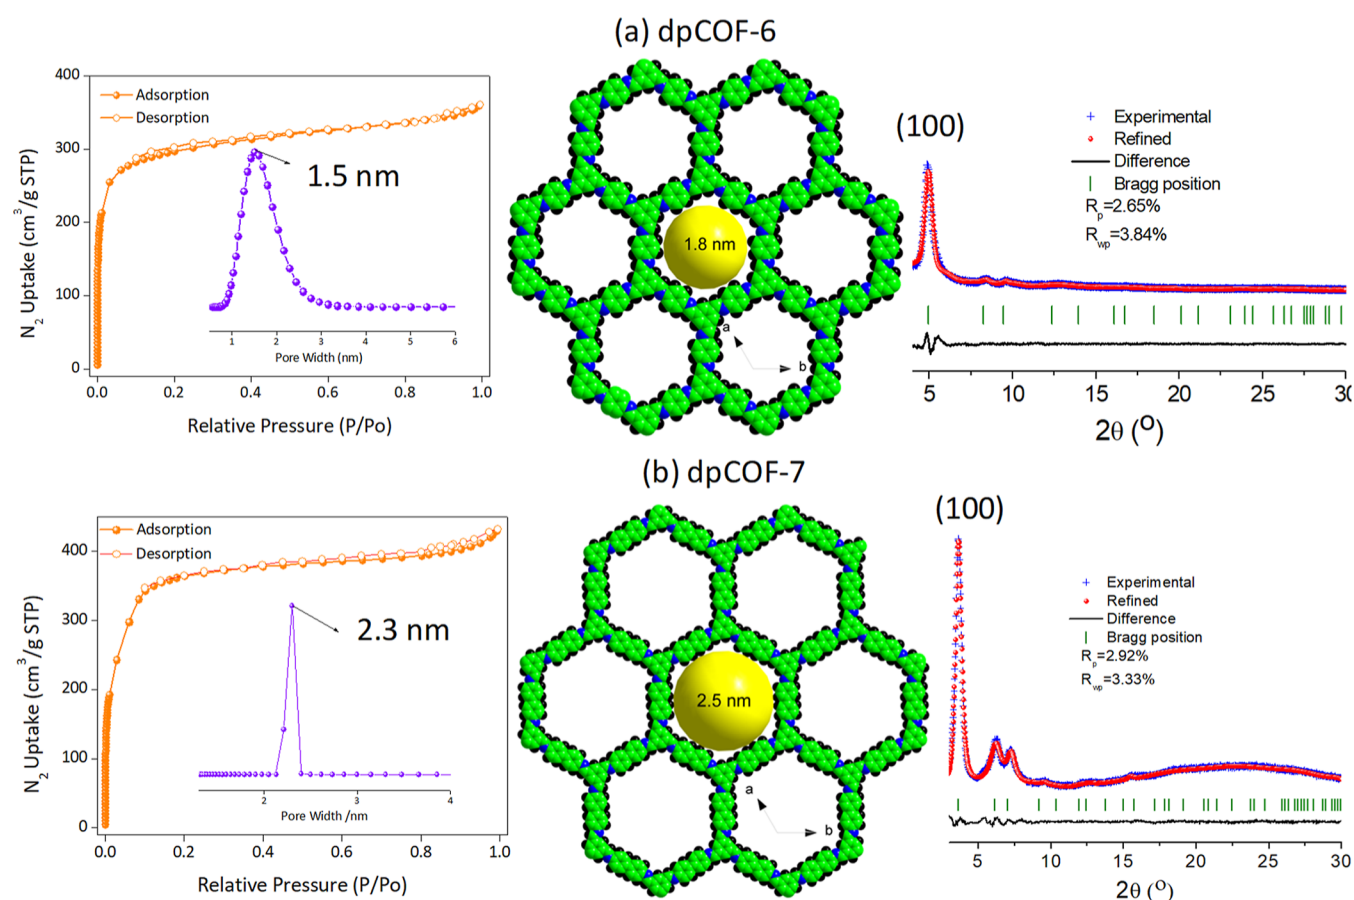 (a) dpCOF-6
400
300
200
100
0
N2 Uptake (cm3/g STP)
Adsorption
Desorption
1.5 nm
1 2 3 4 5 6
Pore Width (nm)
0.0 0.2 0.4 0.6 0.8 1.0
Relative Pressure (P/Po)
1.8 nm
a
b
(100)
Experimental
Refined
Difference
Bragg position
Rp=2.65%
Rwp=3.84%
5 10 15 20 25 30
2θ (O)
(b) dpCOF-7
400
300
200
100
0
N2 Uptake (cm3/g STP)
Adsorption
Desorption
2.3 nm
2 3 4
Pore Width /nm
0.0 0.2 0.4 0.6 0.8 1.0
Relative Pressure (P/Po)
2.5 nm
a
b
(100)
Experimental
Refined
Difference
Bragg position
Rp=2.92%
Rwp=3.33%
5 10 15 20 25 30
2θ (O)